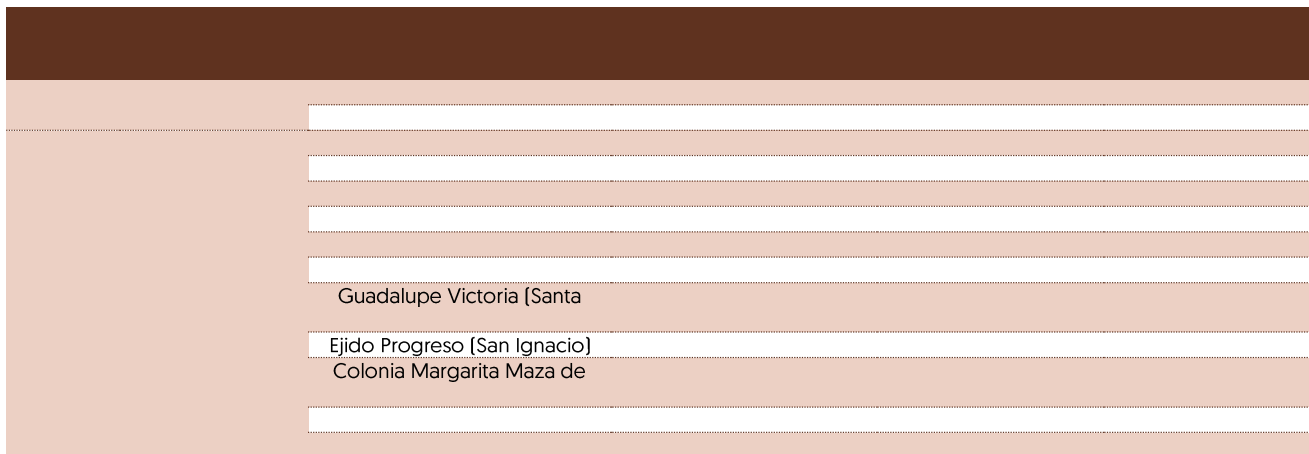 Guadalupe Victoria (Santa
Ejido Progreso (San Ignacio)
Colonia Margarita Maza de